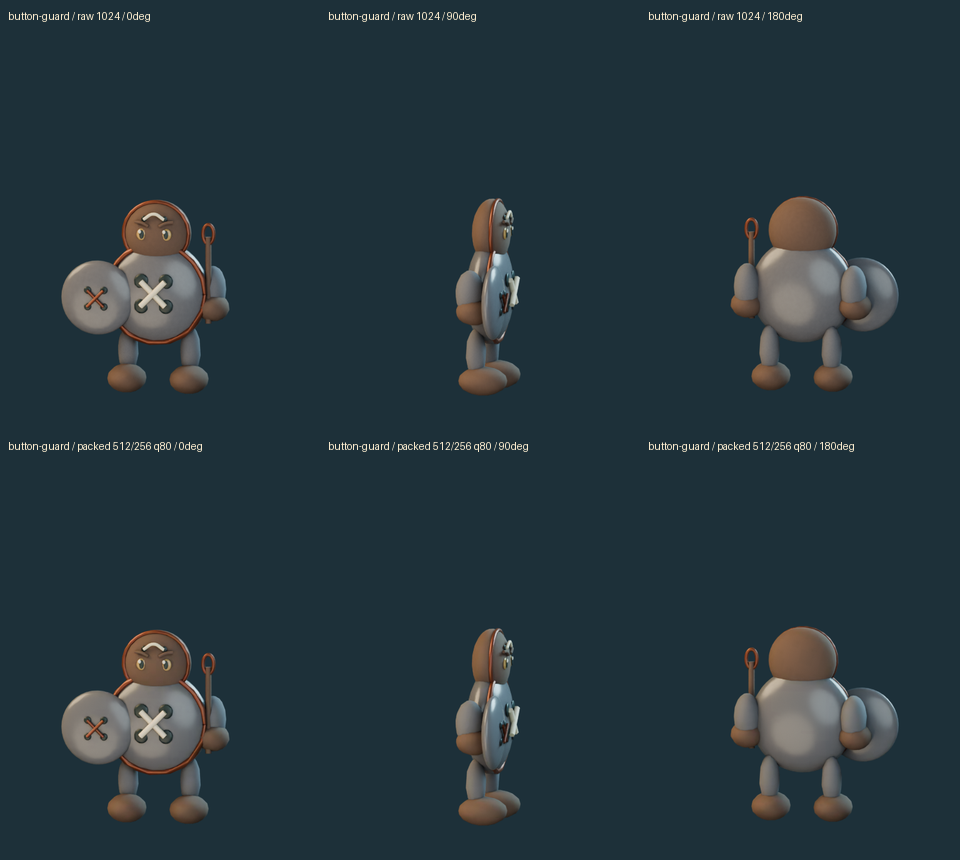 button-guard / raw 1024 / 0deg
button-guard / raw 1024 / 90deg
button-guard / raw 1024 / 180deg
button-guard / packed 512/256 q80 / 0deg
button-guard / packed 512/256 q80 / 90deg
button-guard / packed 512/256 q80 / 180deg